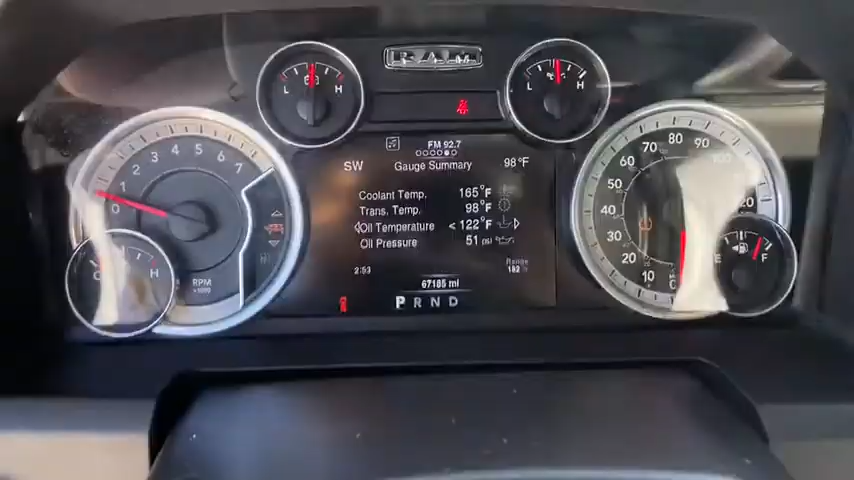 RAM
L H
L H
FM 92.7
SW Gauge Summary 98°F
Coolant Temp. 165°F
Trans. Temp. 98°F
Oil Temperature < 122°F
Oil Pressure 51 psi
2:53
Range
182
67185 mi
P R N D
0 1 2 3 4 5 6 7
RPM
x1000
C H
10 20 30 40 50 60 70 80 90 100
E F